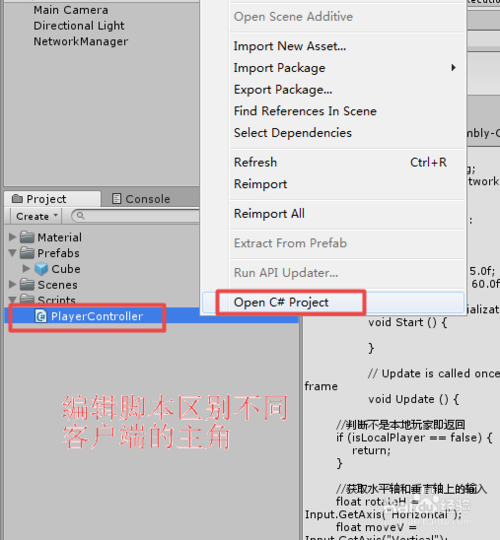 Main Camera
Directional Light
NetworkManager
Open Scene Additive
Import New Asset...
Import Package
Export Package...
Find References In Scene
Select Dependencies
Refresh Ctrl+R
Reimport
Reimport All
Extract From Prefab
Run API Updater...
Open C# Project
Project
Console
Create
Material
Prefabs
Cube
Scenes
Scripts
PlayerController
编辑脚本区别不同
客户端的主角
mbly-C
g;
etwork
5.0f;
60.0f
void Start () {
}
// Update is called once
frame
void Update () {
//判断不是本地玩家即返回
if (isLocalPlayer == false) {
return;
}
//获取水平轴和垂直轴上的输入
float rotateH =
Input.GetAxis("Horizontal");
float moveV =
Input.GetAxis("Vertical");